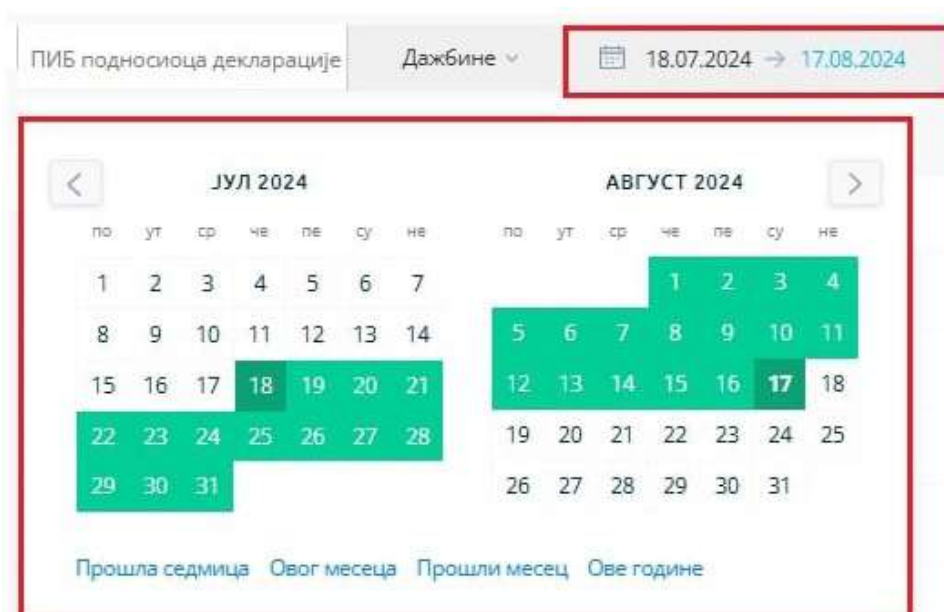 ПИБ подносиоца декларације Дажбине 18.07.2024 → 17.08.2024
ЈУЛ 2024 АВГУСТ 2024
по ут ср че пе су не по ут ср че пе су не
1 2 3 4 5 6 7 1 2 3 4
8 9 10 11 12 13 14 5 6 7 8 9 10 11
15 16 17 18 19 20 21 12 13 14 15 16 17 18
22 23 24 25 26 27 28 19 20 21 22 23 24 25
29 30 31 26 27 28 29 30 31
Прошла седмица Овог месеца Прошли месец Ове године